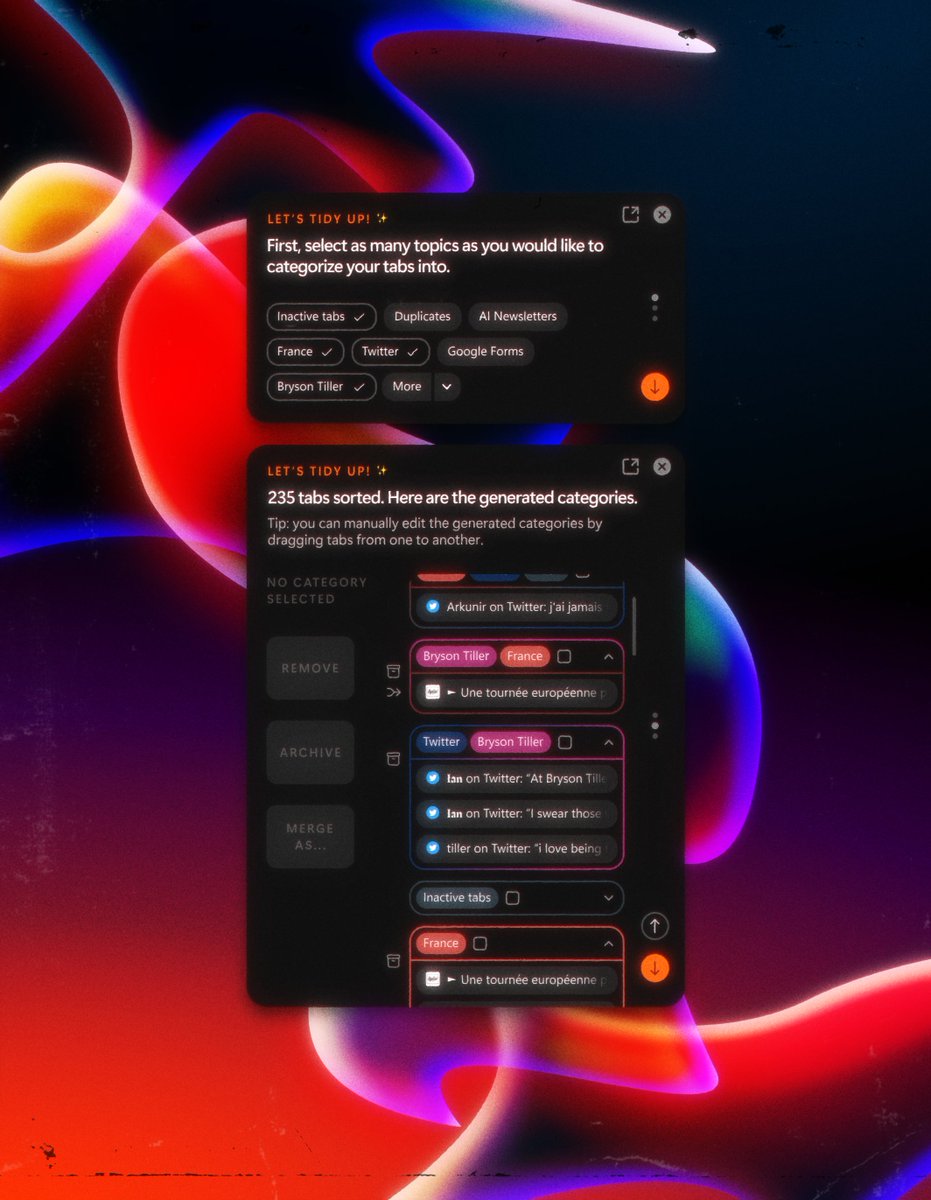 LET'S TIDY UP! ✨
First, select as many topics as you would like to
categorize your tabs into.
Inactive tabs
Duplicates
AI Newsletters
France
Twitter
Google Forms
Bryson Tiller
More
LET'S TIDY UP! ✨
235 tabs sorted. Here are the generated categories.
Tip: you can manually edit the generated categories by
dragging tabs from one to another.
NO CATEGORY
SELECTED
REMOVE
ARCHIVE
MERGE
AS...
Arkunir on Twitter: j'ai jamais
Bryson Tiller
France
► Une tournée européenne p
Twitter
Bryson Tiller
Ian on Twitter: “At Bryson Tille
Ian on Twitter: “I swear those
tiller on Twitter: “i love being
Inactive tabs
France
► Une tournée européenne p